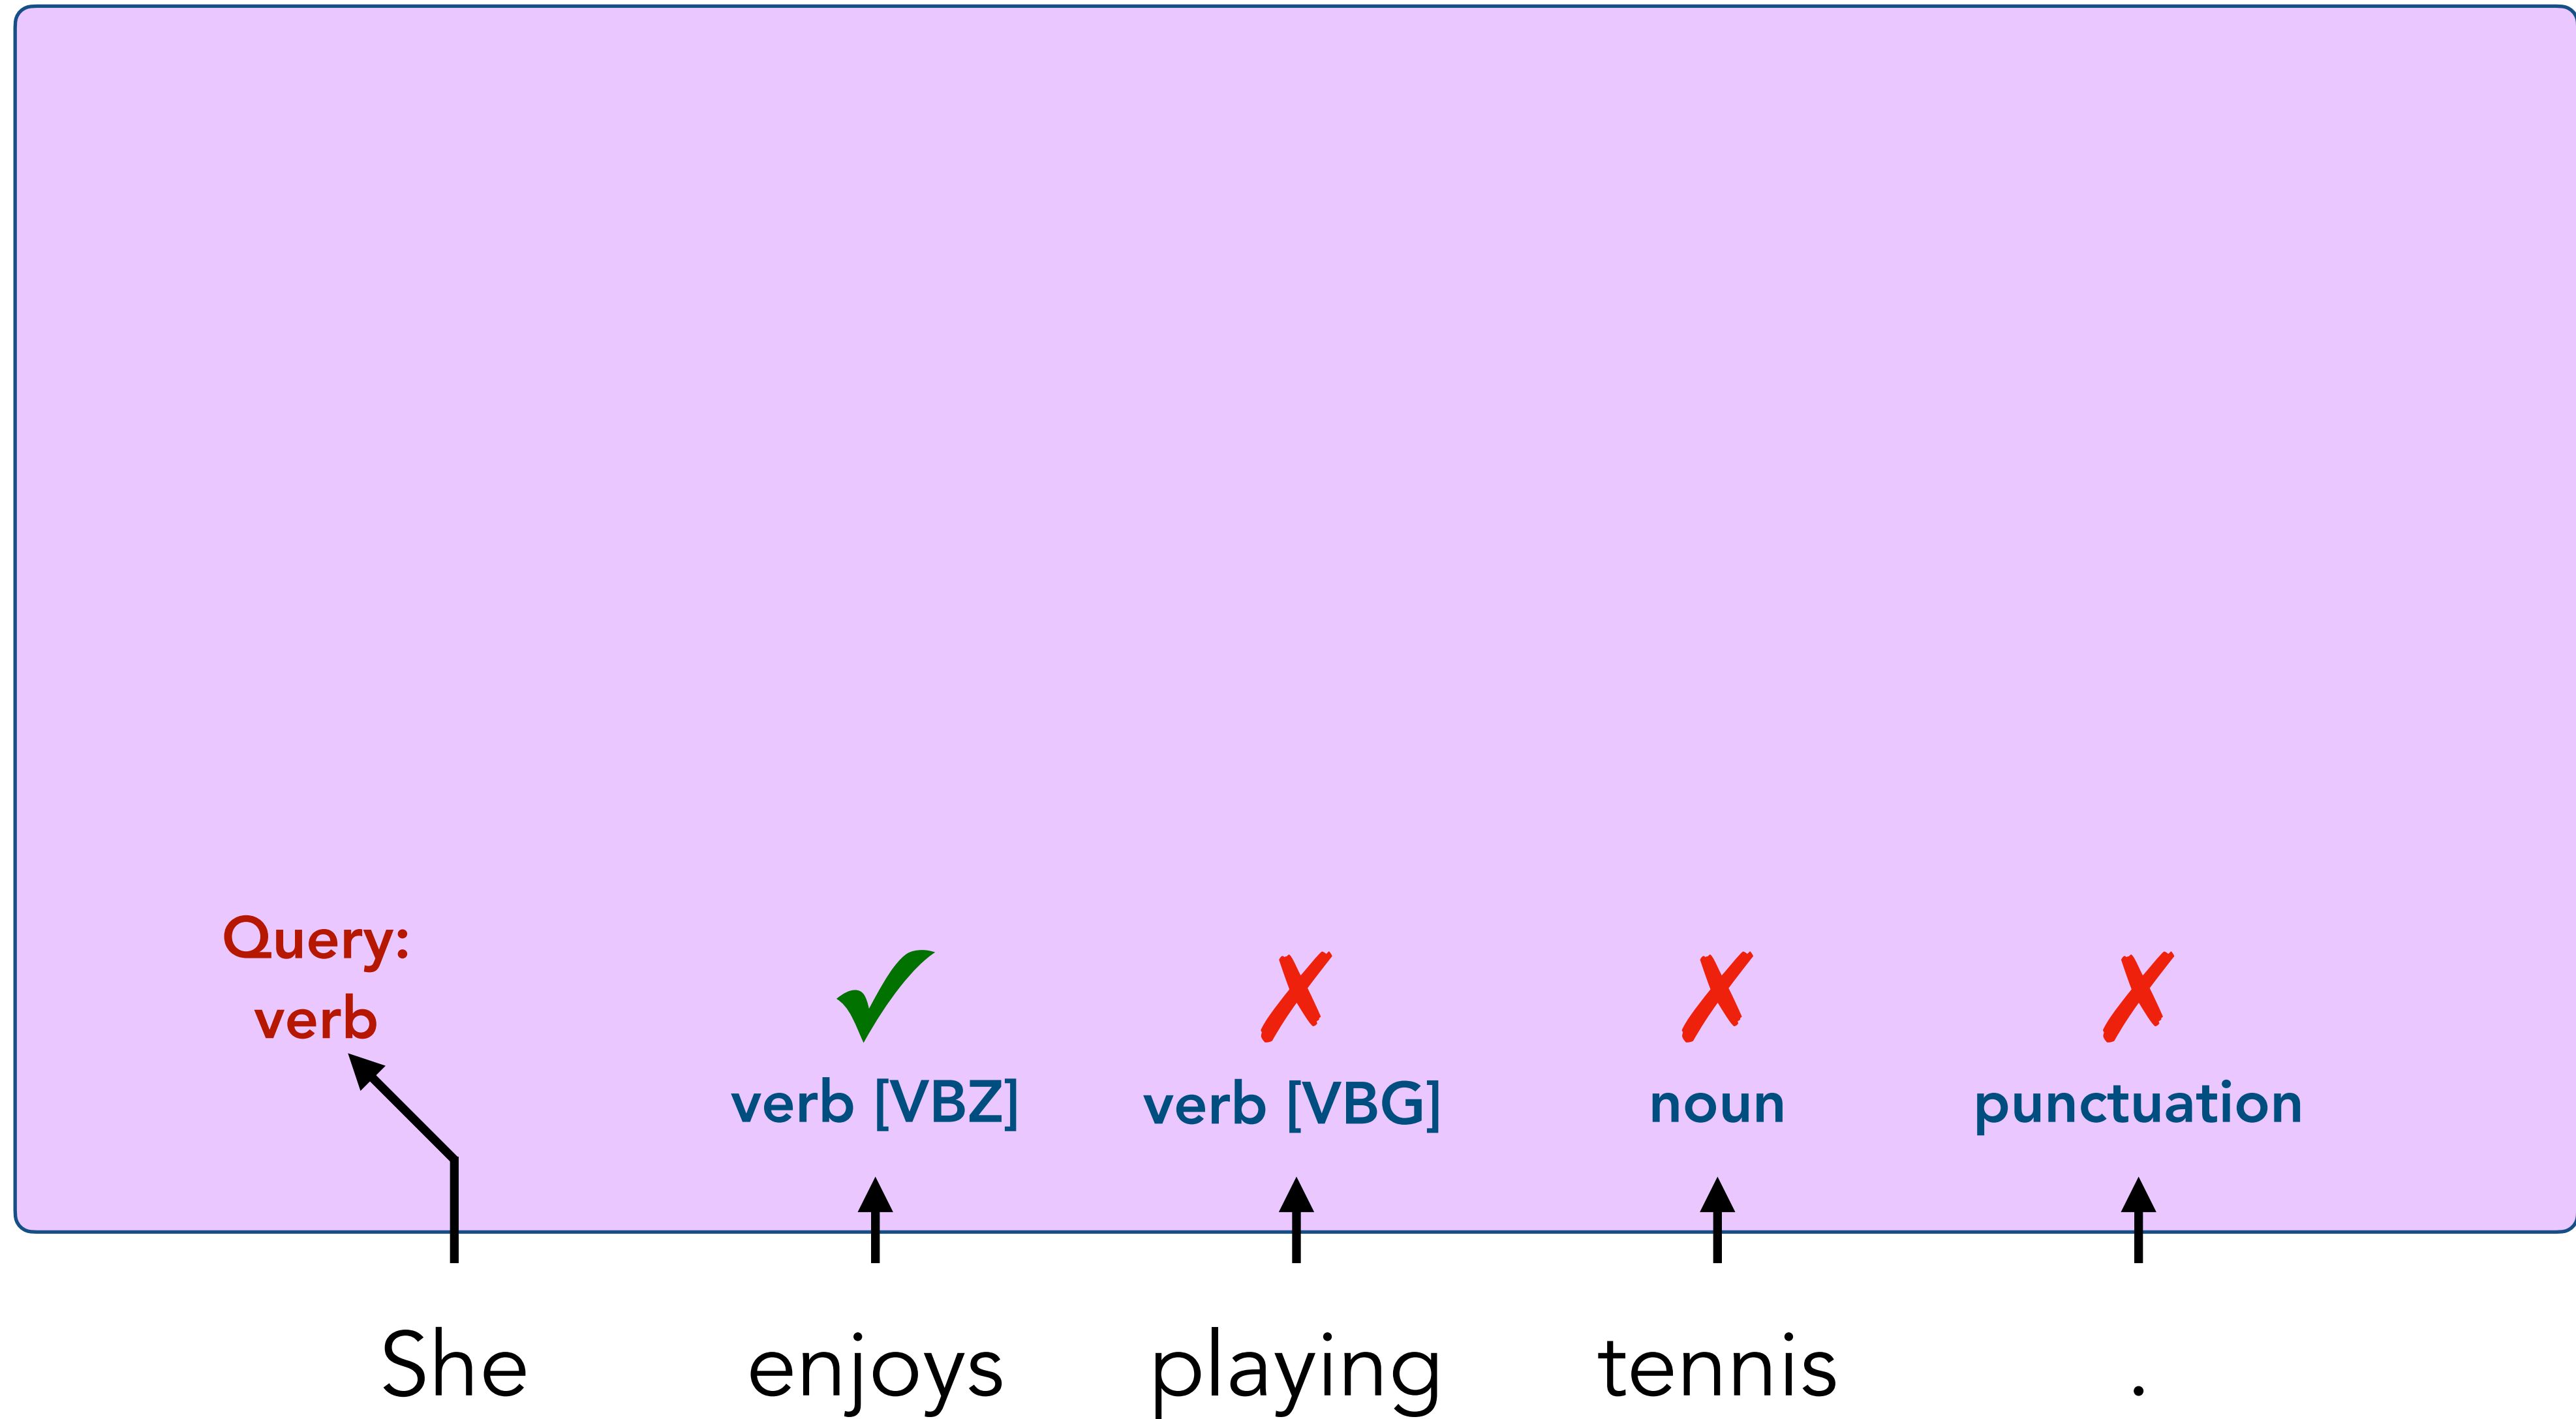 Query:
verb
✓ ✗ ✗ ✗
verb [VBZ] verb [VBG] noun punctuation
She enjoys playing tennis .